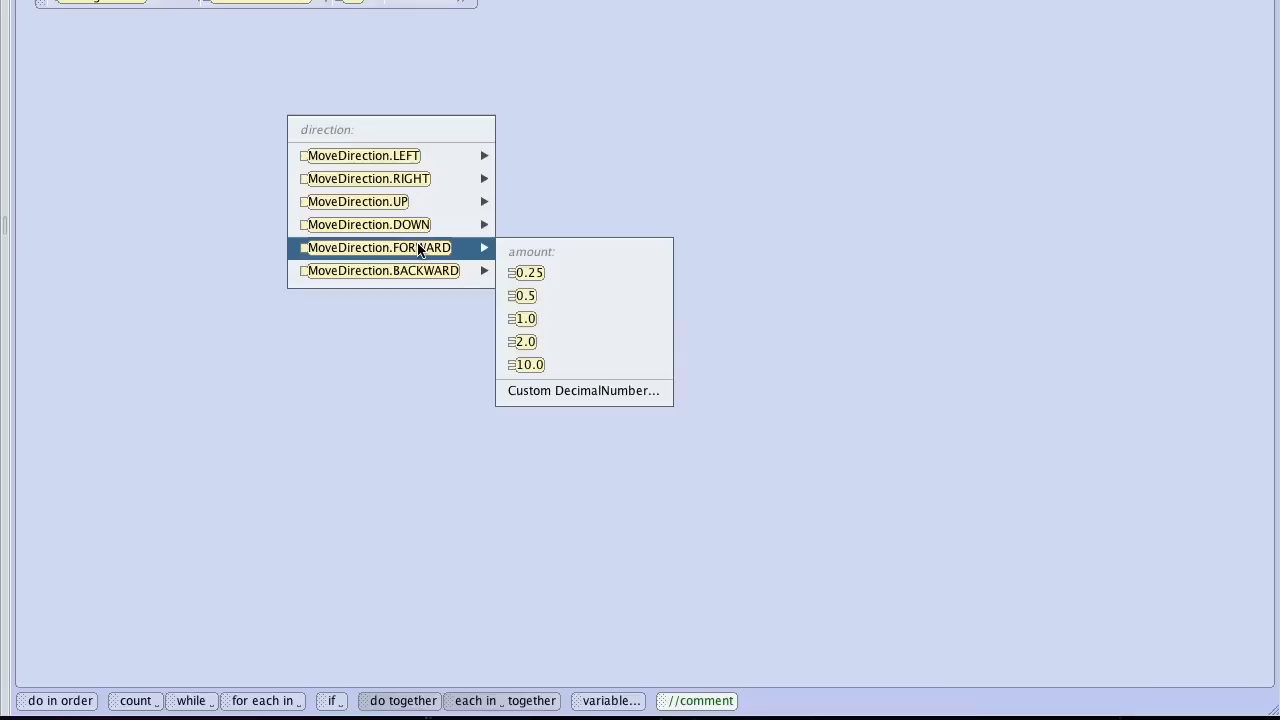 direction:
MoveDirection.LEFT
MoveDirection.RIGHT
MoveDirection.UP
MoveDirection.DOWN
MoveDirection.FORWARD
MoveDirection.BACKWARD
amount:
0.25
0.5
1.0
2.0
10.0
Custom DecimalNumber...
do in order count _ while _ for each in _ if _ do together each in _ together variable... //comment